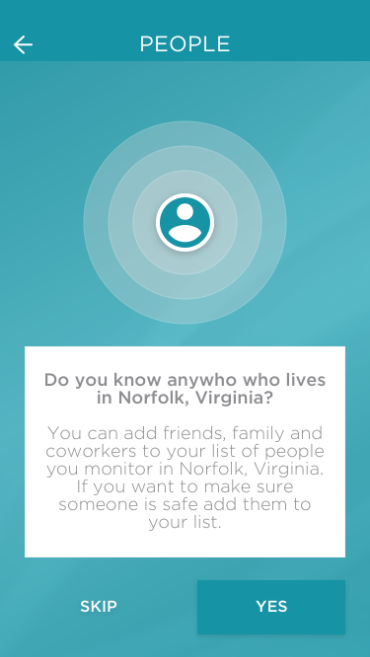 PEOPLE
Do you know anywho who lives
in Norfolk, Virginia?
You can add friends, family and
coworkers to your list of people
you monitor in Norfolk, Virginia.
If you want to make sure
someone is safe add them to
your list.
SKIP
YES